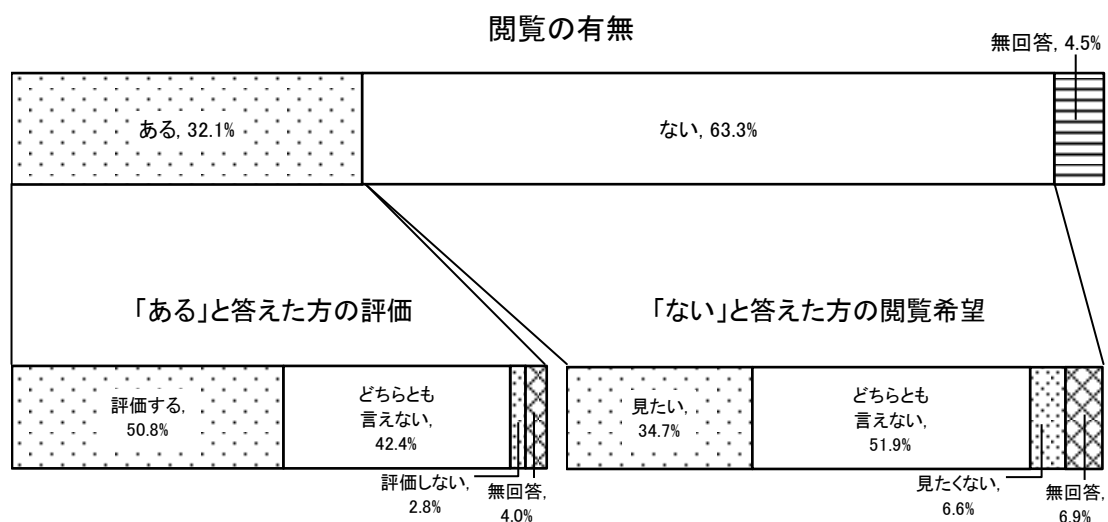 閲覧の有無
無回答, 4.5%
ある, 32.1%
ない, 63.3%
「ある」と答えた方の評価
「ない」と答えた方の閲覧希望
評価する,
50.8%
どちらとも
言えない,
42.4%
評価しない,
2.8%
無回答,
4.0%
見たい,
34.7%
どちらとも
言えない,
51.9%
見たくない,
6.6%
無回答,
6.9%